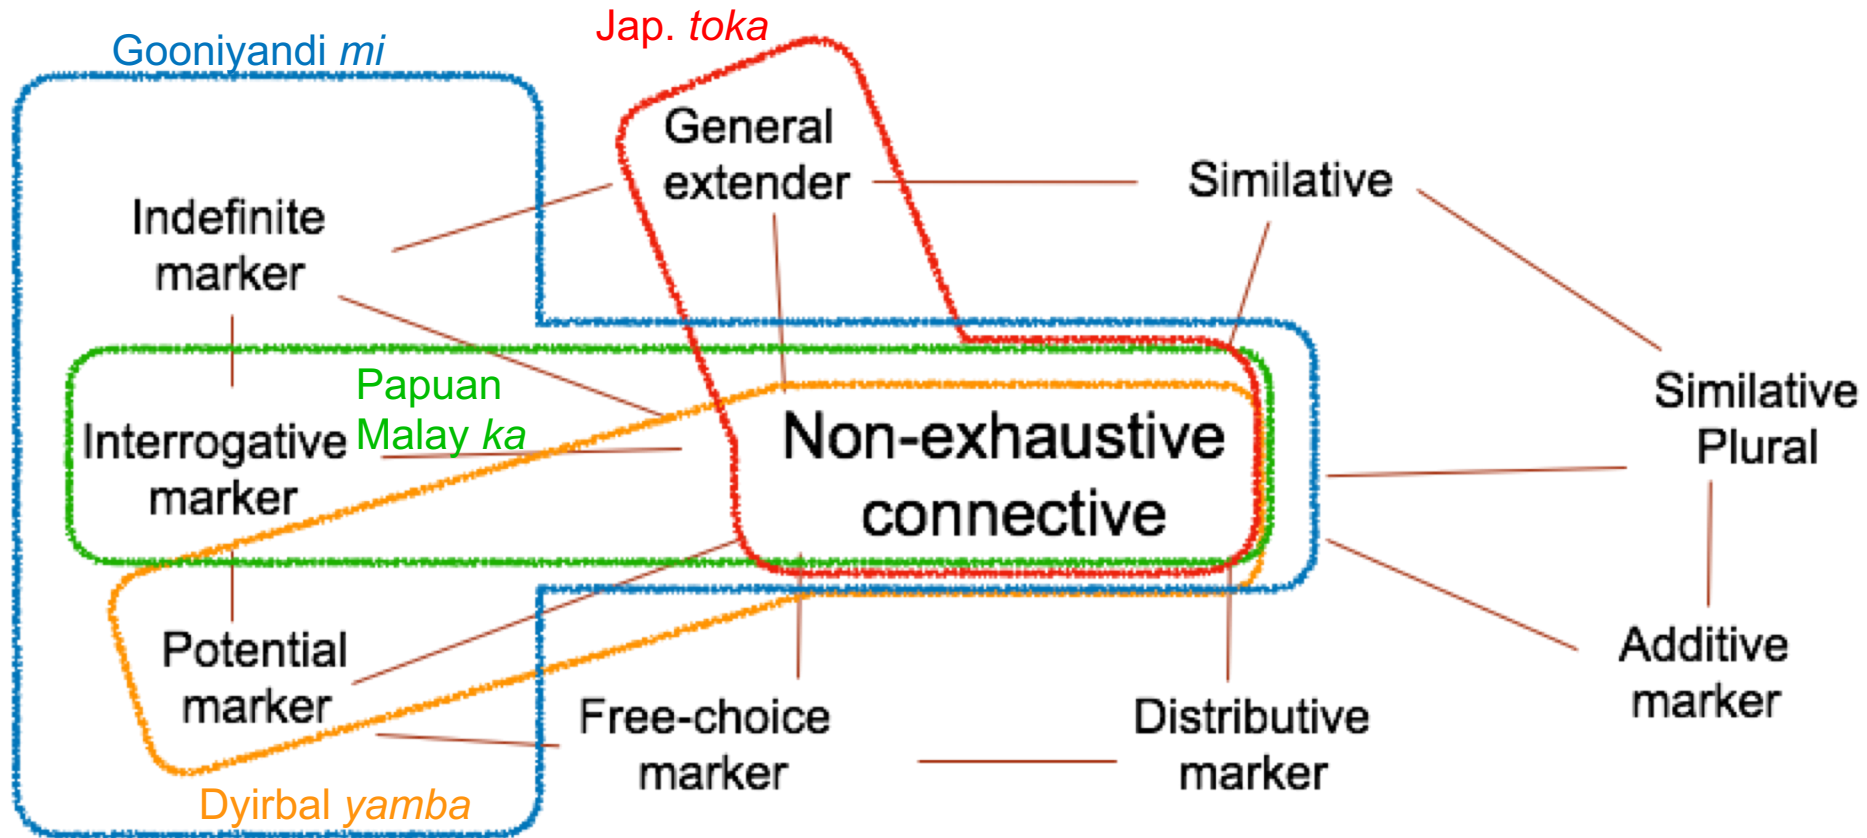 Jap. toka
Gooniyandi mi
General
extender
Similative
Indefinite
marker
Papuan
Malay ka
Interrogative
marker
Non-exhaustive
connective
Similative
Plural
Potential
marker
Free-choice
marker
Distributive
marker
Additive
marker
Dyirbal yamba